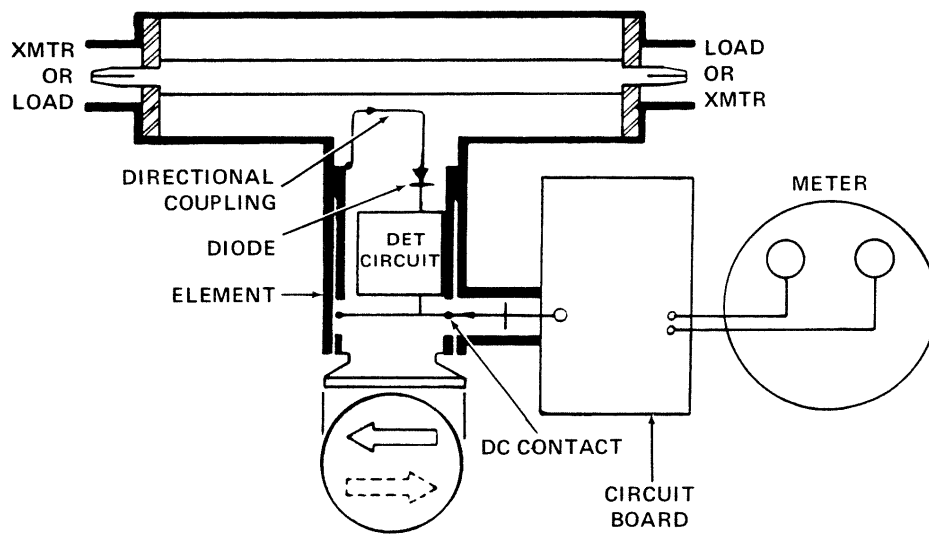 XMTR
OR
LOAD
LOAD
OR
XMTR
DIRECTIONAL
COUPLING
DIODE
DET
CIRCUIT
ELEMENT
METER
DC CONTACT
CIRCUIT
BOARD